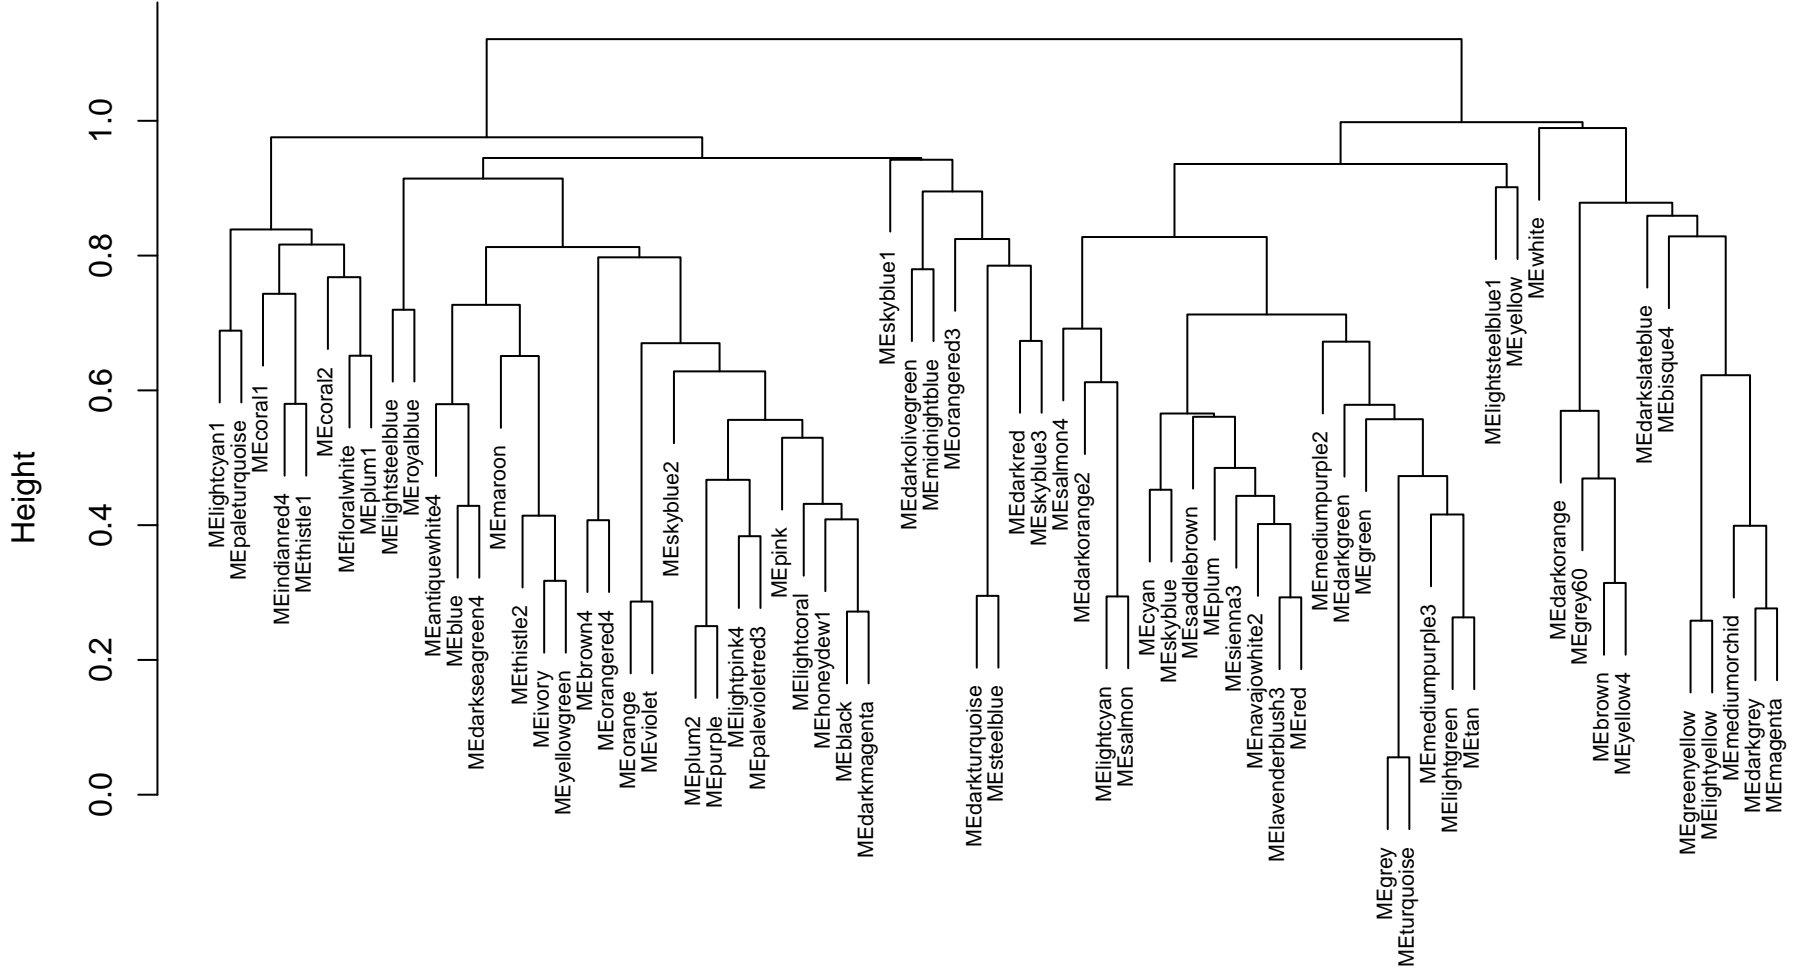 Height
1.0
0.8
0.6
0.4
0.2
0.0
MElightcyan1
MEpaleturquoise
MEcoral1
MEindianred4
MEthistle1
MEcoral2
MEfloralwhite
MEplum1
MElightsteelblue
MEroyalblue
MEantiquewhite4
MEblue
MEdarkseagreen4
MEmaroon
MEthistle2
MEivory
MEyellowgreen
MEbrown4
MEorangered4
MEorange
MEviolet
MEskyblue2
MEplum2
MEpurple
MElightpink4
MEpalevioletred3
MEpink
MElightcoral
MEhoneydew1
MEblack
MEdarkmagenta
MEskyblue1
MEdarkolivegreen
MEmidnightblue
MEorangered3
MEdarkturquoise
MEsteelblue
MEdarkred
MEskyblue3
MEsalmon4
MEdarkorange2
MElightcyan
MEsalmon
MEcyan
MEskyblue
MEsaddlebrown
MEplum
MEsienna3
MEnavajowhite2
MElavenderblush3
MEred
MEmediumpurple2
MEdarkgreen
MEgreen
MEgrey
MEturquoise
MEmediumpurple3
MElightgreen
MEtan
MElightsteelblue1
MEyellow
MEwhite
MEdarkorange
MEgrey60
MEbrown
MEyellow4
MEdarkslateblue
MEbisque4
MEgreenyellow
MElightyellow
MEmediumorchid
MEdarkgrey
MEmagenta